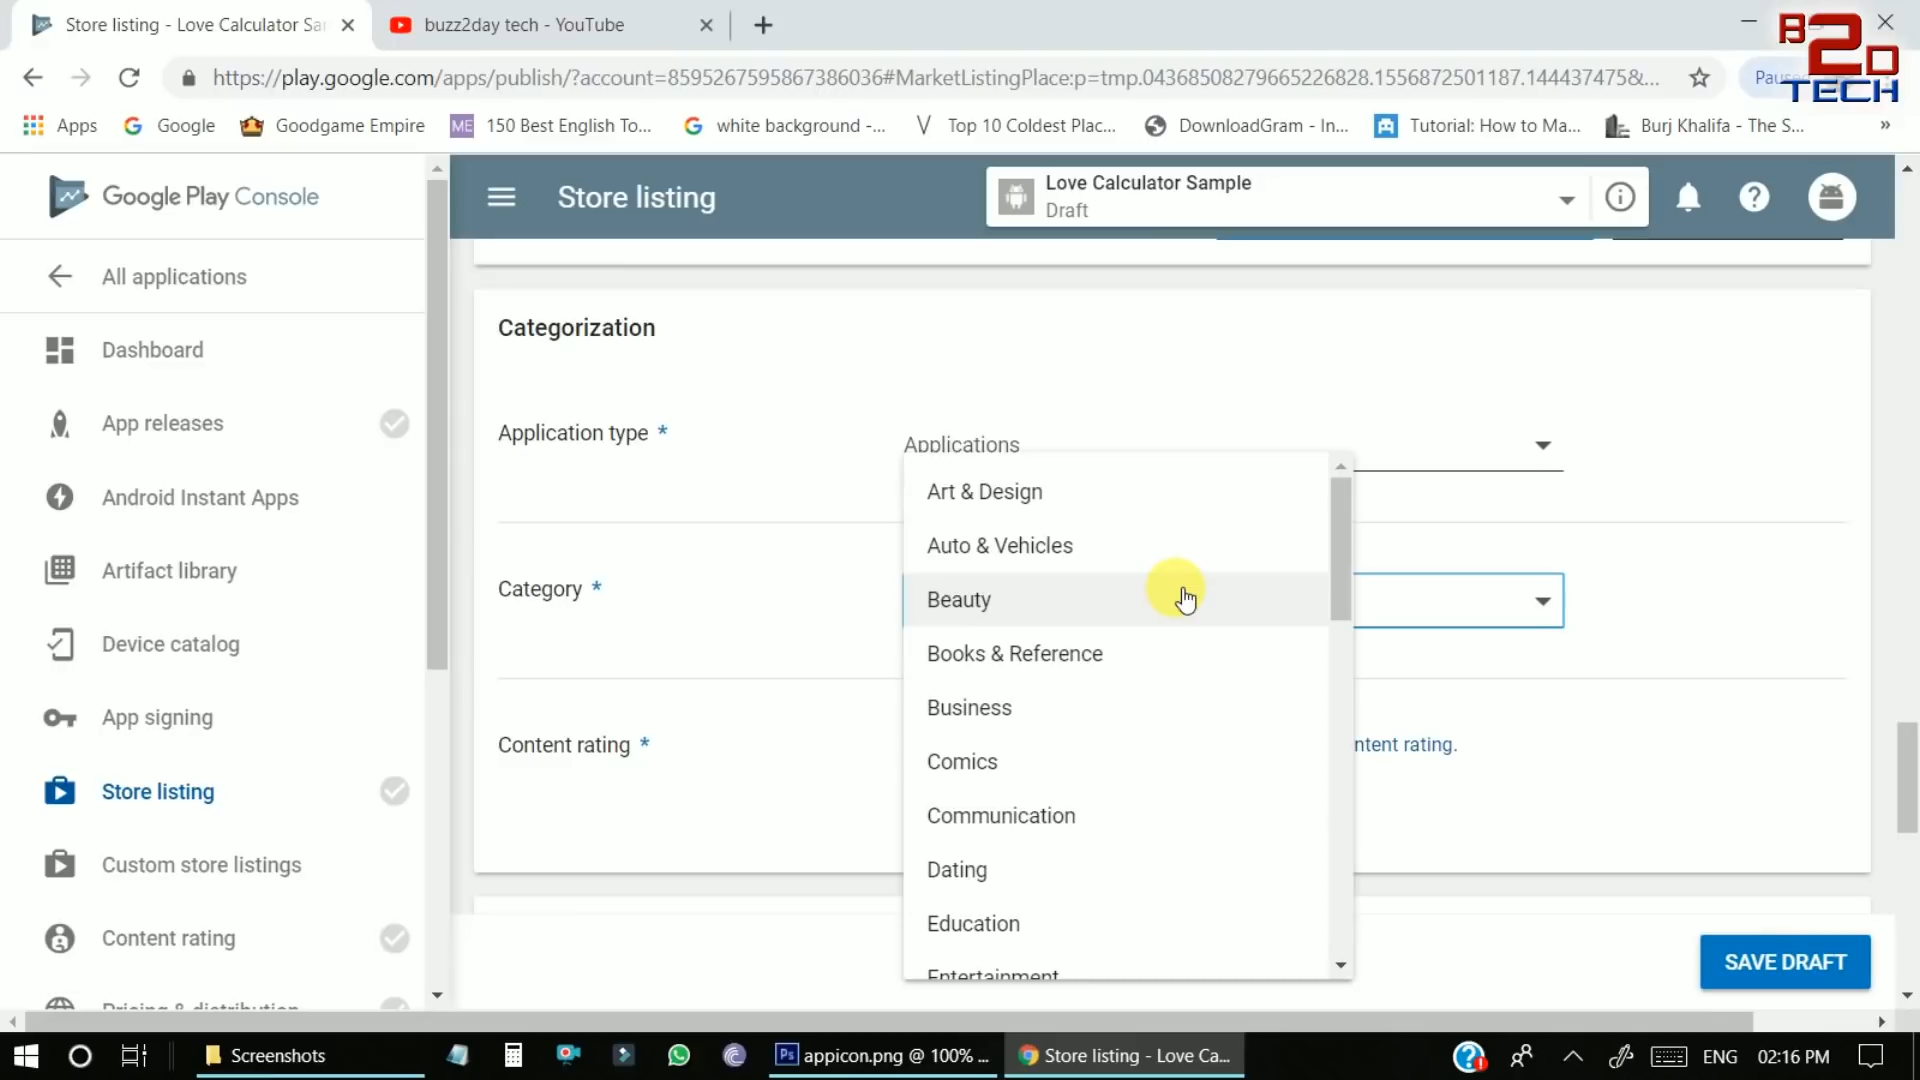 Store listing - Love Calculator Sa
buzz2day tech - YouTube
B2D
TECH
https://play.google.com/apps/publish/?account=8595267595867386036#MarketListingPlace:p=tmp.04368508279665226828.1556872501187.144437475&...
Apps
Google
Goodgame Empire
ME
150 Best English To...
white background -...
Top 10 Coldest Plac...
DownloadGram - In...
Tutorial: How to Ma...
Burj Khalifa - The S...
Google Play Console
Store listing
Love Calculator Sample
Draft
All applications
Dashboard
App releases
Android Instant Apps
Artifact library
Device catalog
App signing
Store listing
Custom store listings
Content rating
Pricing & distribution
Categorization
Application type *
Applications
Category *
Content rating *
Art & Design
Auto & Vehicles
Beauty
Books & Reference
Business
Comics
Communication
Dating
Education
Entertainment
ntent rating.
SAVE DRAFT
Screenshots
Ps
appicon.png @ 100% ...
Store listing - Love Ca...
ENG
02:16 PM